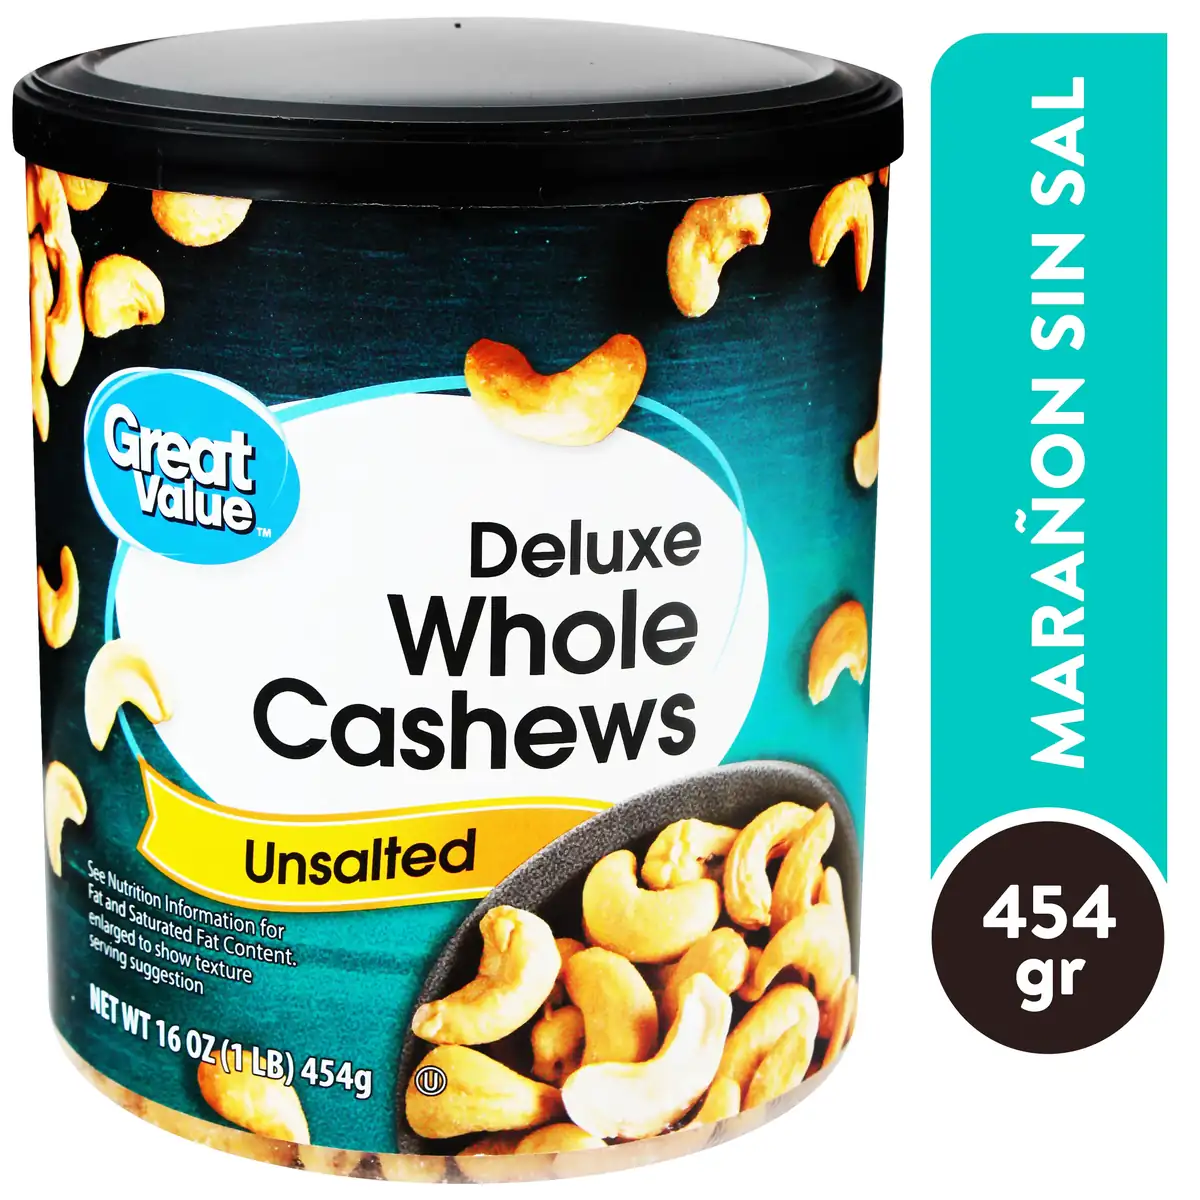 Great
Value™
Deluxe
Whole
Cashews
Unsalted
See Nutrition Information for
Fat and Saturated Fat Content.
enlarged to show texture
serving suggestion
NET WT 16 OZ (1 LB) 454g
U
MARAÑON SIN SAL
454
gr